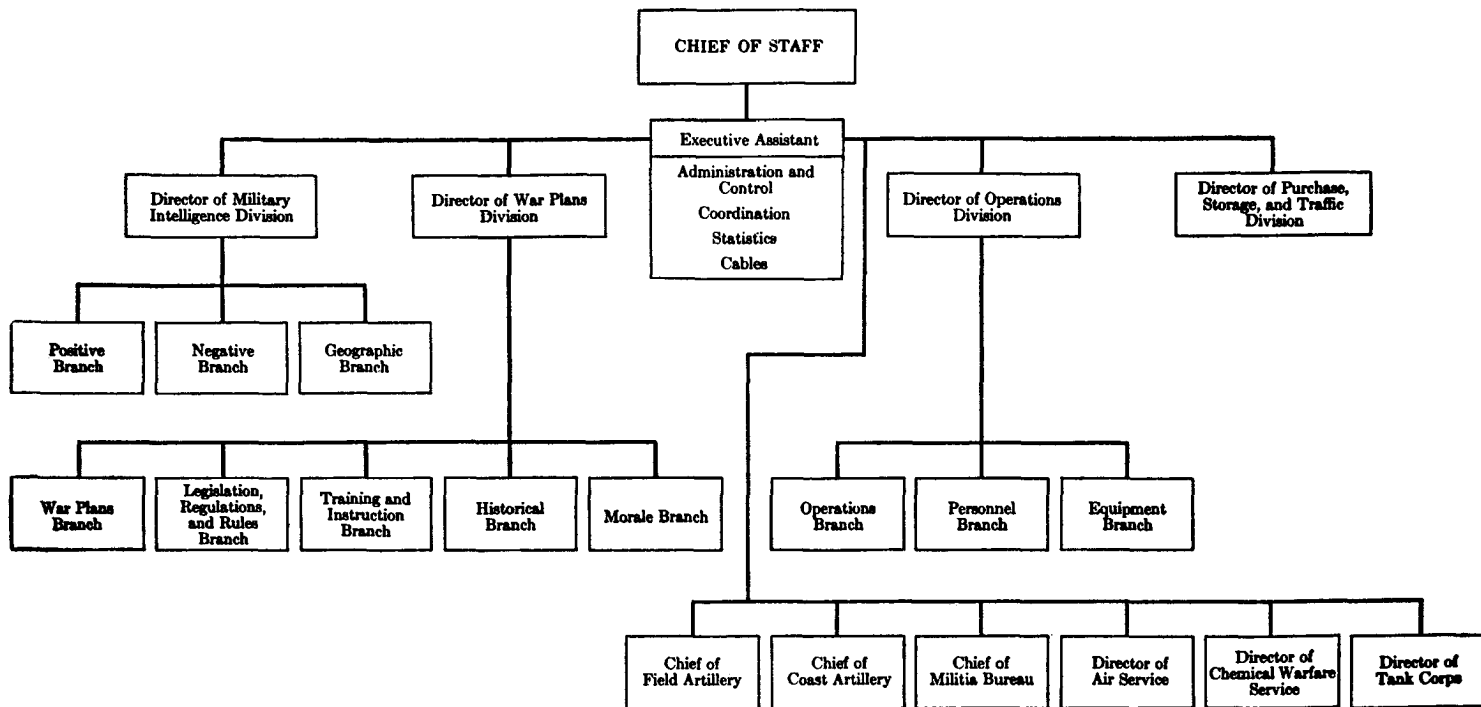 CHIEF OF STAFF
Executive Assistant
Administration and
Control
Coordination
Statistics
Cables
Director of Military
Intelligence Division
Director of War Plans
Division
Director of Operations
Division
Director of Purchase,
Storage, and Traffic
Division
Positive
Branch
Negative
Branch
Geographic
Branch
War Plans
Branch
Legislation,
Regulations,
and Rules
Branch
Training and
Instruction
Branch
Historical
Branch
Morale Branch
Operations
Branch
Personnel
Branch
Equipment
Branch
Chief of
Field Artillery
Chief of
Coast Artillery
Chief of
Militia Bureau
Director of
Air Service
Director of
Chemical Warfare
Service
Director of
Tank Corps